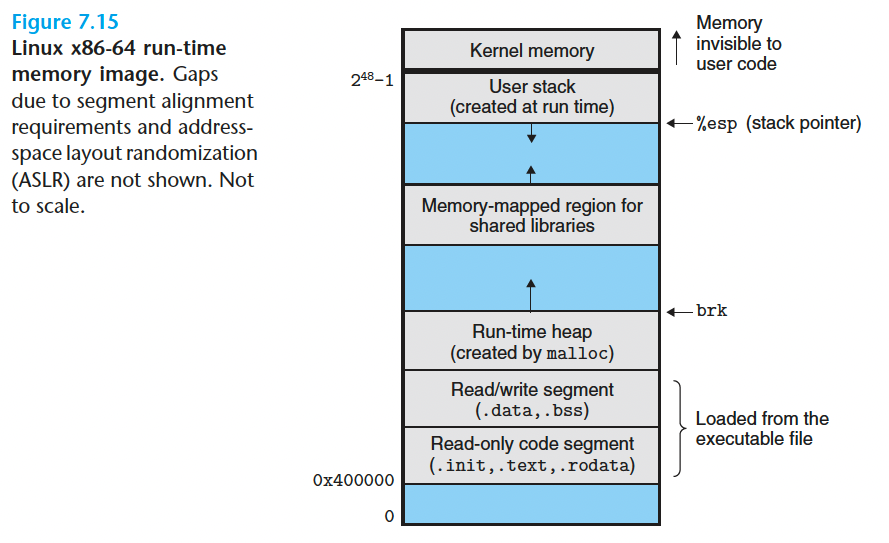 Figure 7.15
Linux x86-64 run-time
memory image. Gaps
due to segment alignment
requirements and address-
space layout randomization
(ASLR) are not shown. Not
to scale.
Kernel memory
Memory
invisible to
user code
2⁴⁸−1
User stack
(created at run time)
%esp (stack pointer)
Memory-mapped region for
shared libraries
brk
Run-time heap
(created by malloc)
Read/write segment
(.data,.bss)
Read-only code segment
(.init,.text,.rodata)
Loaded from the
executable file
0x400000
0